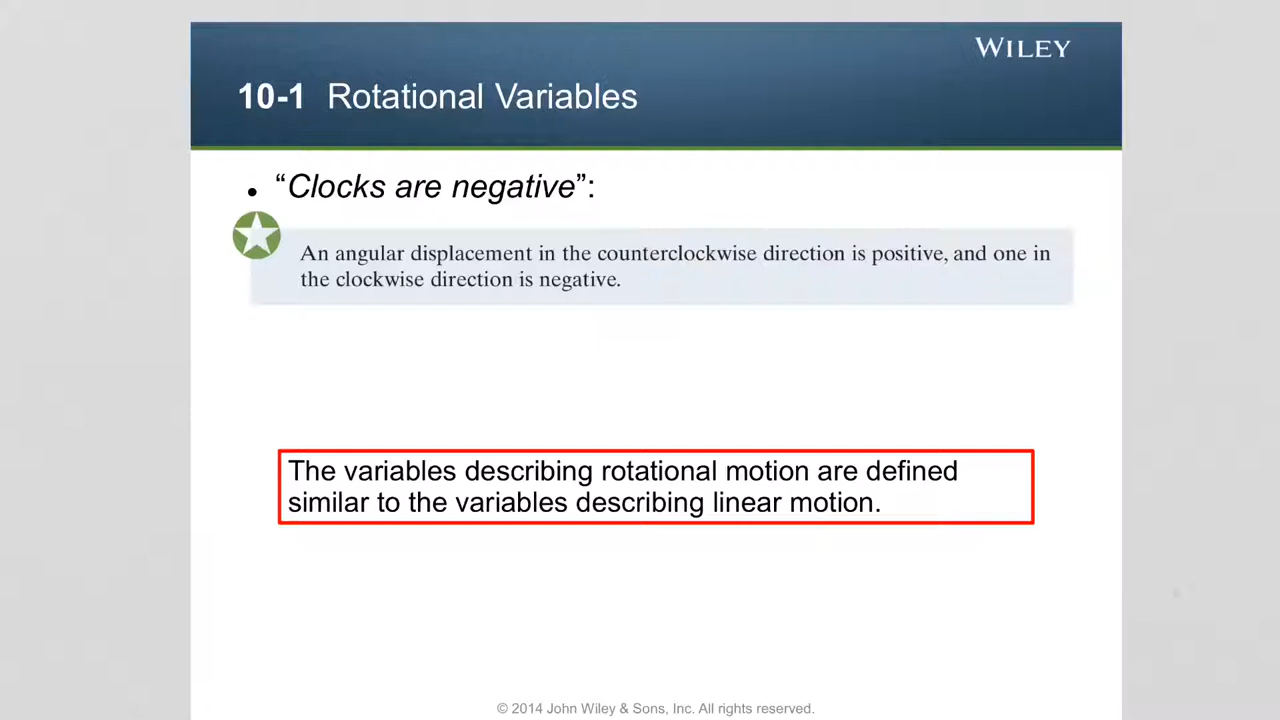 WILEY
10-1 Rotational Variables
• “Clocks are negative”:
An angular displacement in the counterclockwise direction is positive, and one in
the clockwise direction is negative.
The variables describing rotational motion are defined
similar to the variables describing linear motion.
© 2014 John Wiley & Sons, Inc. All rights reserved.